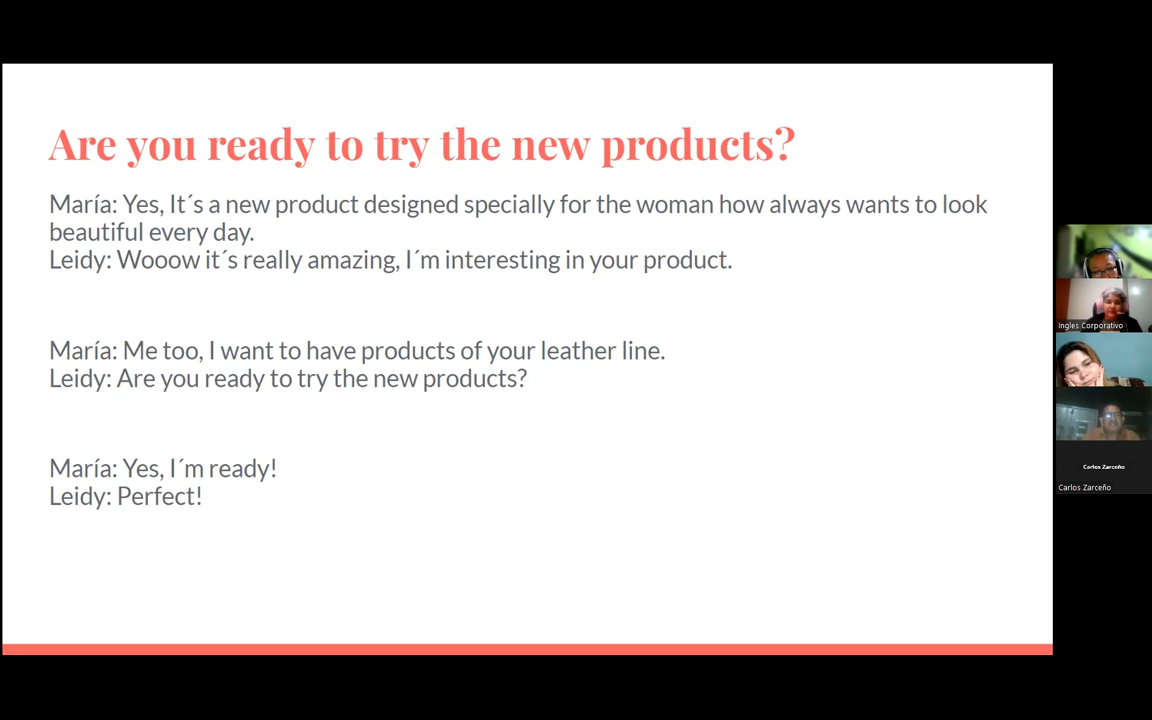 Are you ready to try the new products?
María: Yes, It´s a new product designed specially for the woman how always wants to look
beautiful every day.
Leidy: Wooow it´s really amazing, I´m interesting in your product.
María: Me too, I want to have products of your leather line.
Leidy: Are you ready to try the new products?
María: Yes, I´m ready!
Leidy: Perfect!
Ingles Corporativo
Carlos Zarceño
Carlos Zarceño